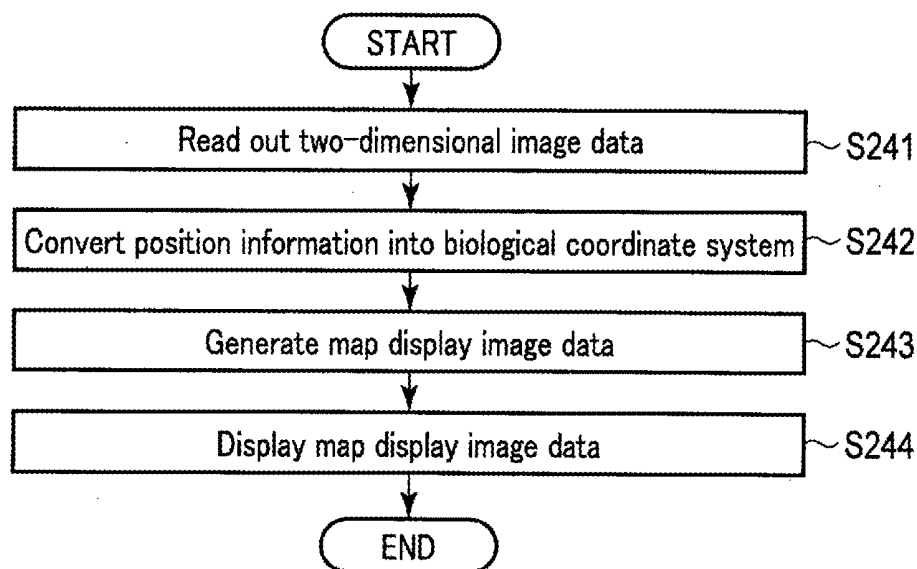 START
Read out two-dimensional image data
S241
Convert position information into biological coordinate system
S242
Generate map display image data
S243
Display map display image data
S244
END